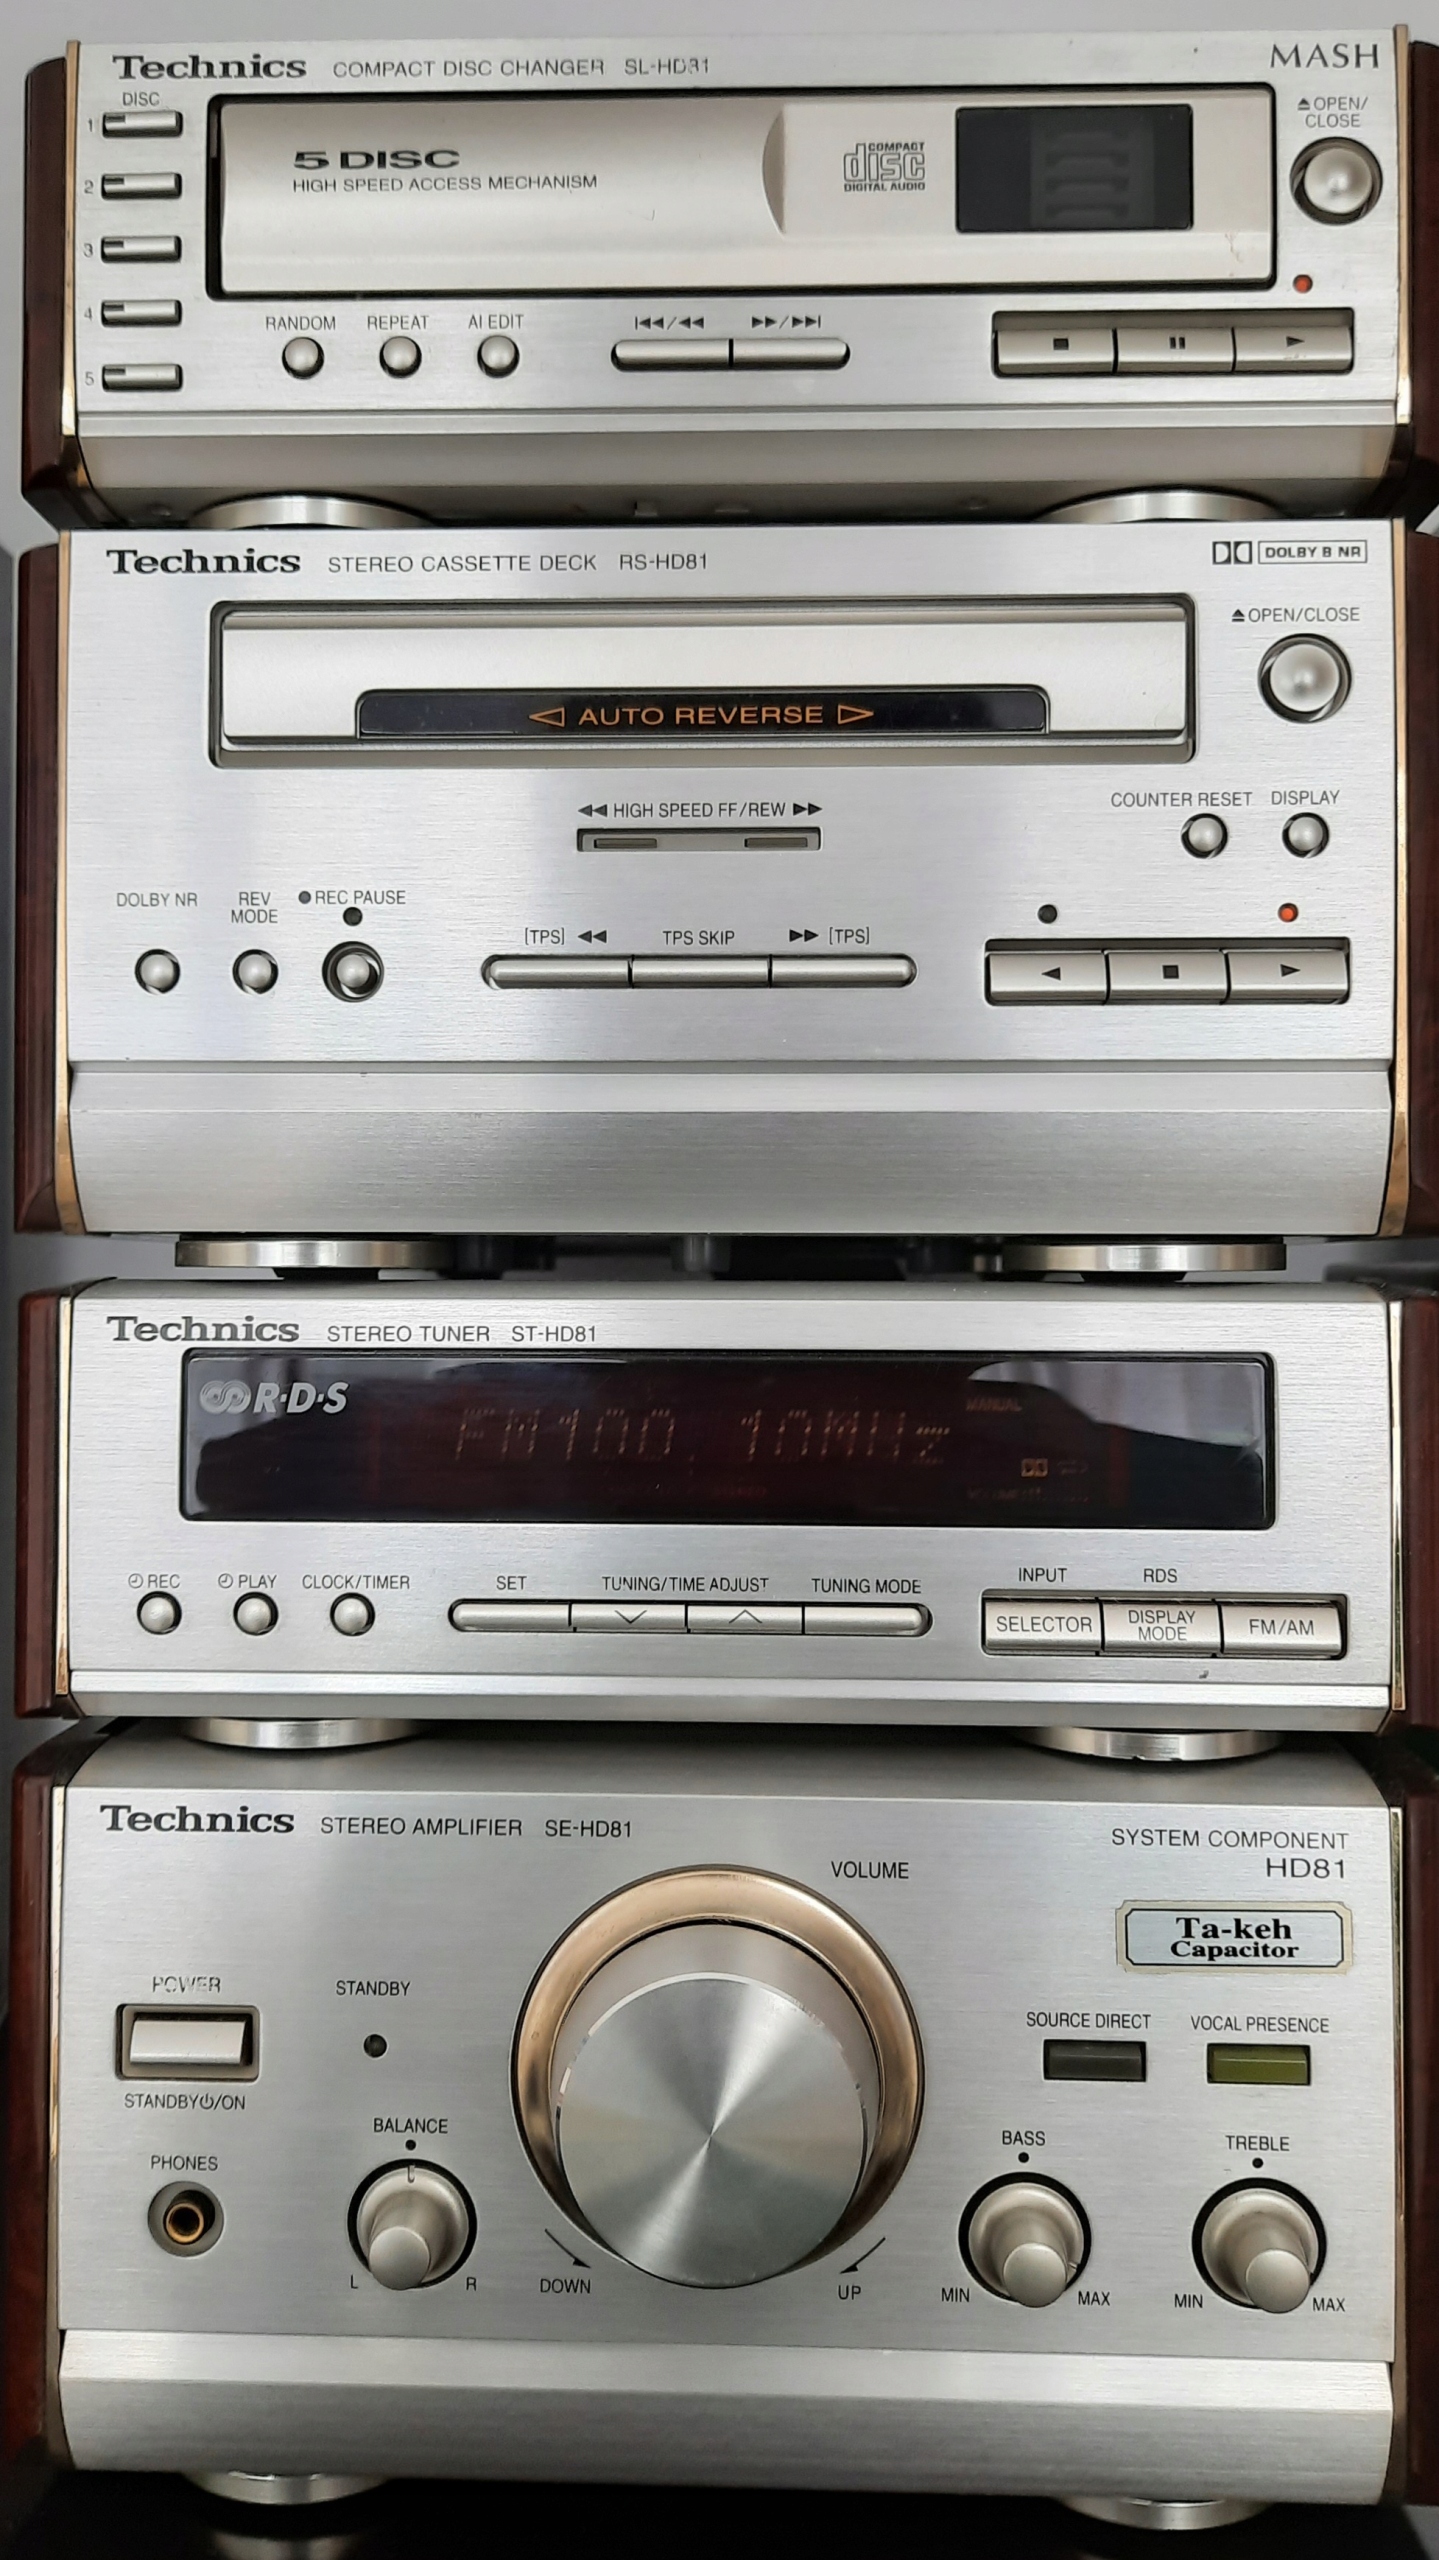 Technics COMPACT DISC CHANGER SL-HD81
MASH
DISC
1
2
3
4
5
5 DISC
HIGH SPEED ACCESS MECHANISM
COMPACT
disc
DIGITAL AUDIO
⏏ OPEN/
CLOSE
RANDOM REPEAT AI EDIT
Technics STEREO CASSETTE DECK RS-HD81
DOLBY B NR
⏏ OPEN/CLOSE
AUTO REVERSE
◀◀ HIGH SPEED FF/REW ▶▶
COUNTER RESET DISPLAY
DOLBY NR
REV
MODE
● REC PAUSE
[TPS] ◀◀ TPS SKIP ▶▶ [TPS]
Technics STEREO TUNER ST-HD81
R·D·S
FM100.10MHz
MANUAL
REC PLAY CLOCK/TIMER
SET TUNING/TIME ADJUST TUNING MODE
INPUT RDS
SELECTOR
DISPLAY
MODE
FM/AM
Technics STEREO AMPLIFIER SE-HD81
SYSTEM COMPONENT
HD81
VOLUME
Ta-keh
Capacitor
POWER
STANDBY
STANDBY⏻/ON
SOURCE DIRECT VOCAL PRESENCE
PHONES
BALANCE
L R
DOWN UP
BASS
MIN MAX
TREBLE
MIN MAX